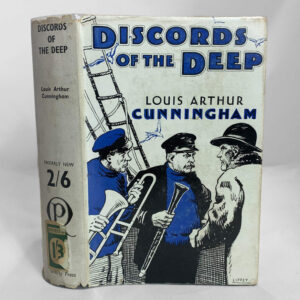 DISCORDS
OF THE
DEEP
Louis Arthur
Cunningham
2/6
DISCORDS
OF THE DEEP
LOUIS ARTHUR
CUNNINGHAM